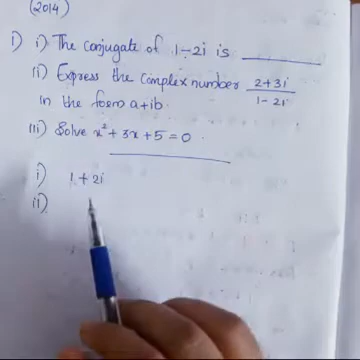 (2014)
1) i) The conjugate of 1-2i is ________
ii) Express the complex number (2+3i)/(1-2i)
in the form a+ib.
iii) Solve x² + 3x + 5 = 0.
i) 1 + 2i
ii)